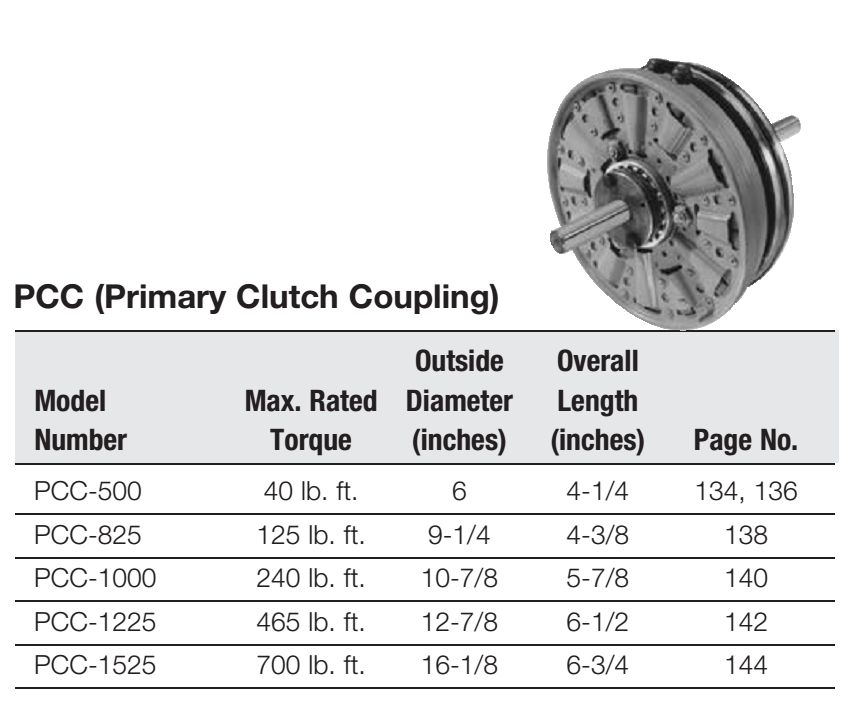 PCC (Primary Clutch Coupling)
Outside Overall
Model Max. Rated Diameter Length
Number Torque (inches) (inches) Page No.
PCC-500 40 lb. ft. 6 4-1/4 134, 136
PCC-825 125 lb. ft. 9-1/4 4-3/8 138
PCC-1000 240 lb. ft. 10-7/8 5-7/8 140
PCC-1225 465 lb. ft. 12-7/8 6-1/2 142
PCC-1525 700 lb. ft. 16-1/8 6-3/4 144